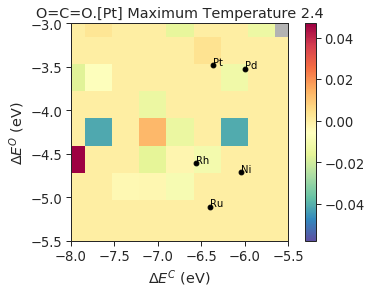 O=C=O.[Pt] Maximum Temperature 2.4
−3.0
−3.5
−4.0
−4.5
−5.0
−5.5
ΔE^O (eV)
Pt
Pd
Rh
Ni
Ru
−8.0 −7.5 −7.0 −6.5 −6.0 −5.5
ΔE^C (eV)
0.04
0.02
0.00
−0.02
−0.04